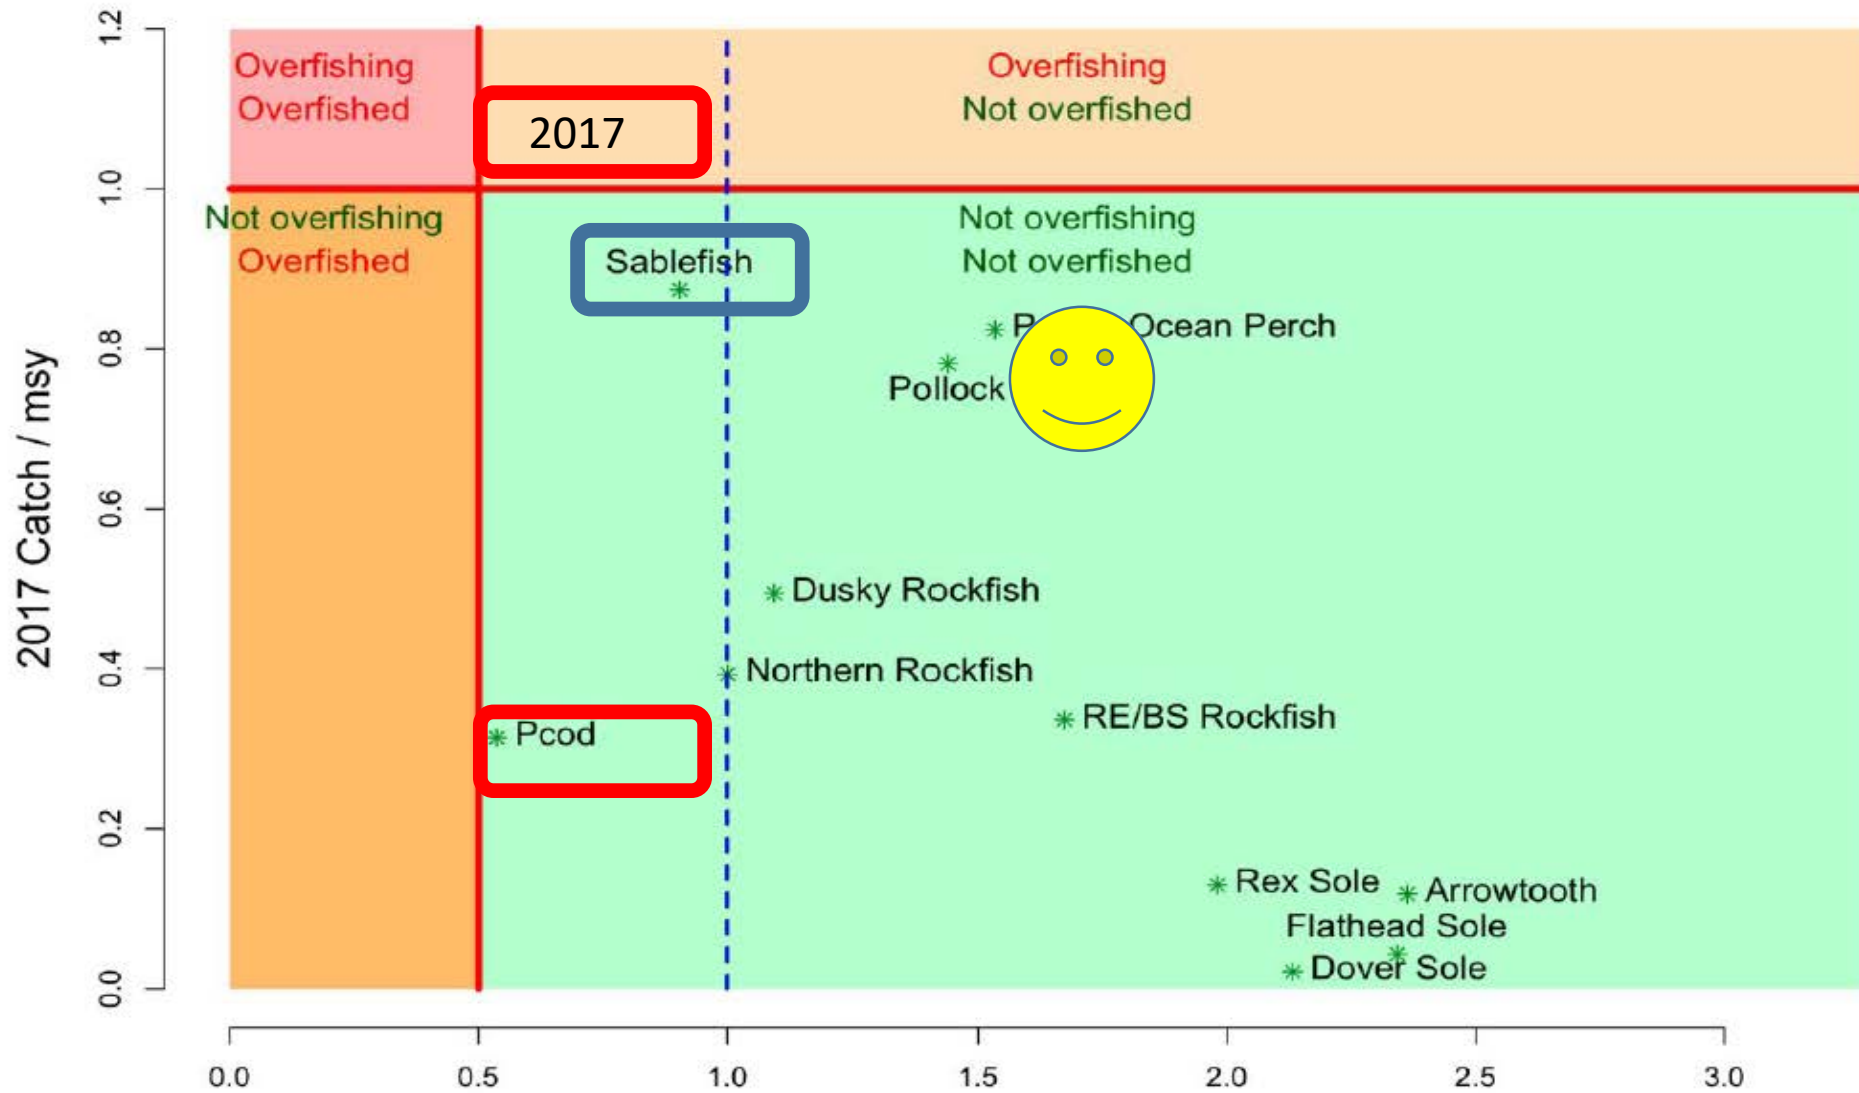 1.2
Overfishing
Overfished
2017
Overfishing
Not overfished
1.0
Not overfishing
Overfished
Sablefish
Not overfishing
Not overfished
0.8
Ocean Perch
Pollock
2017 Catch / msy
0.6
Dusky Rockfish
0.4
Northern Rockfish
RE/BS Rockfish
Pcod
0.2
Rex Sole
Arrowtooth
Flathead Sole
Dover Sole
0.0
0.0 0.5 1.0 1.5 2.0 2.5 3.0